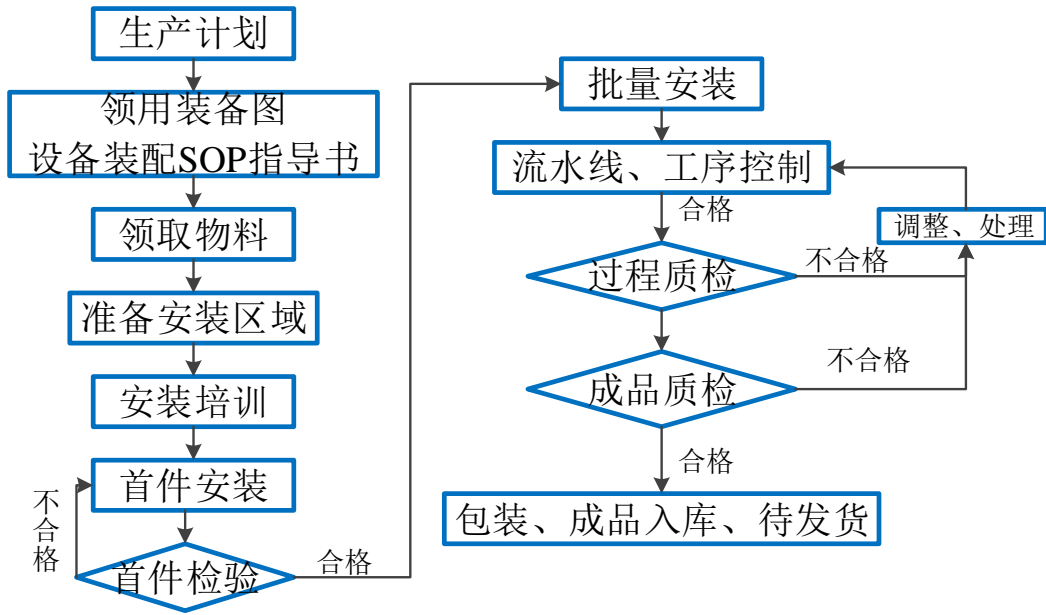 生产计划
领用装备图
设备装配SOP指导书
领取物料
准备安装区域
安装培训
首件安装
不合格
首件检验
合格
批量安装
流水线、工序控制
合格
调整、处理
过程质检
不合格
成品质检
不合格
合格
包装、成品入库、待发货